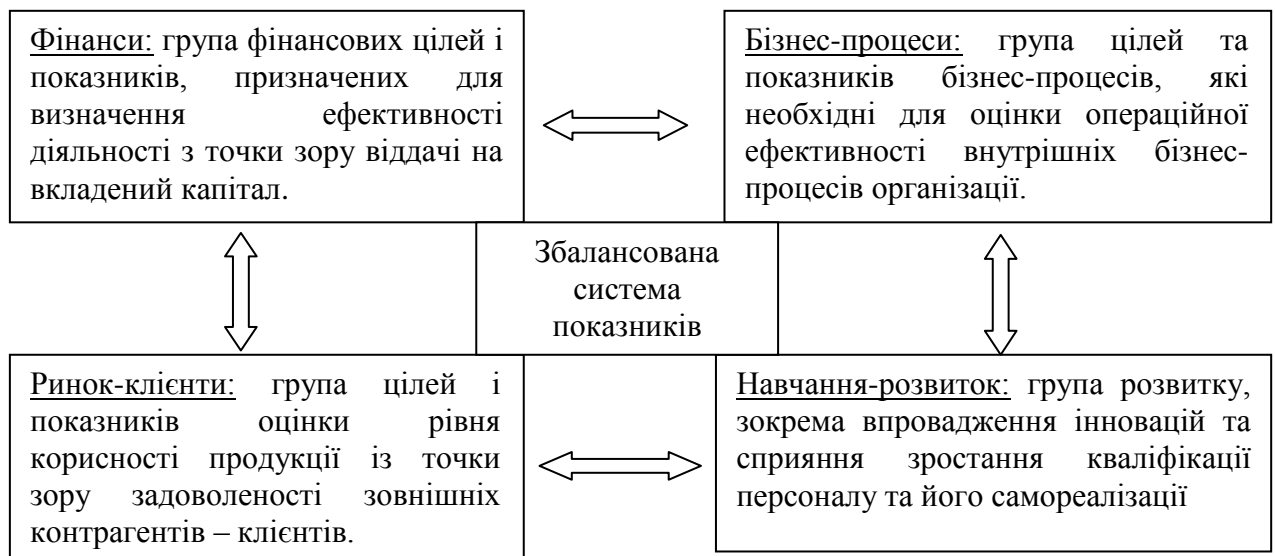 Фінанси: група фінансових цілей і
показників, призначених для
визначення ефективності
діяльності з точки зору віддачі на
вкладений капітал.
Бізнес-процеси: група цілей та
показників бізнес-процесів, які
необхідні для оцінки операційної
ефективності внутрішніх бізнес-
процесів організації.
Збалансована
система
показників
Ринок-клієнти: група цілей і
показників оцінки рівня
корисності продукції із точки
зору задоволеності зовнішніх
контрагентів – клієнтів.
Навчання-розвиток: група розвитку,
зокрема впровадження інновацій та
сприяння зростання кваліфікації
персоналу та його самореалізації